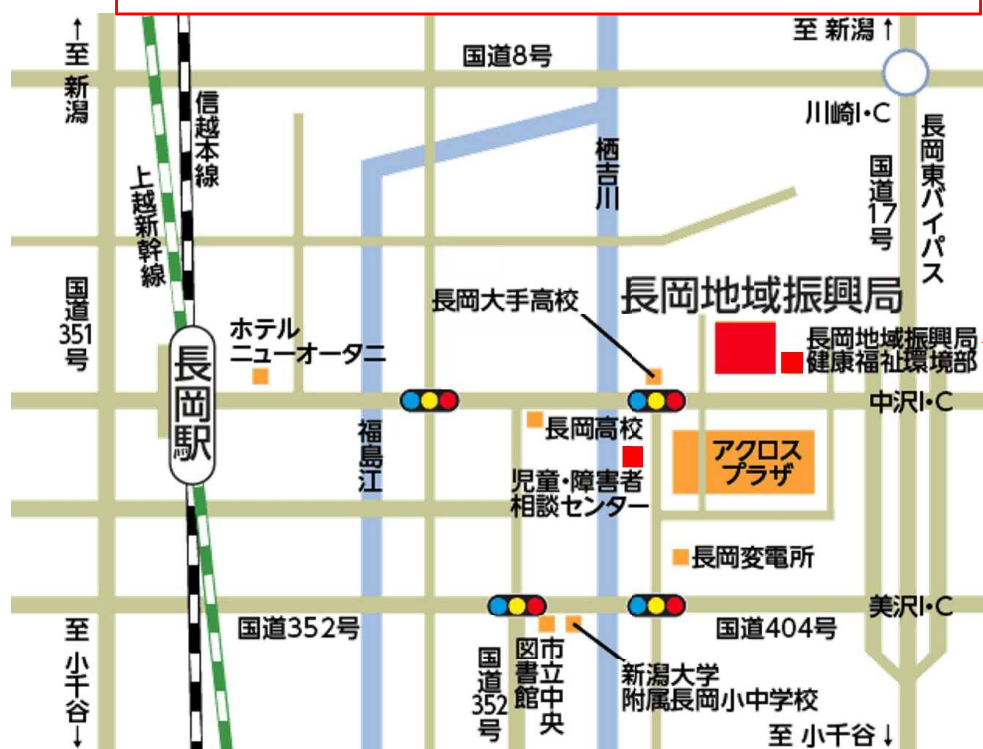 ↑至 新潟
国道8号
至 新潟↑
川崎I・C
信越本線
上越新幹線
栖吉川
国道17号
長岡東バイパス
国道351号
長岡大手高校
長岡地域振興局
ホテル
ニューオータニ
長岡地域振興局
健康福祉環境部
長岡駅
中沢I・C
福島江
長岡高校
アクロス
プラザ
児童・障害者
相談センター
長岡変電所
美沢I・C
国道352号
国道404号
至 小千谷↓
国道352号
市立中央
図書館
新潟大学
附属長岡小中学校
至 小千谷↓